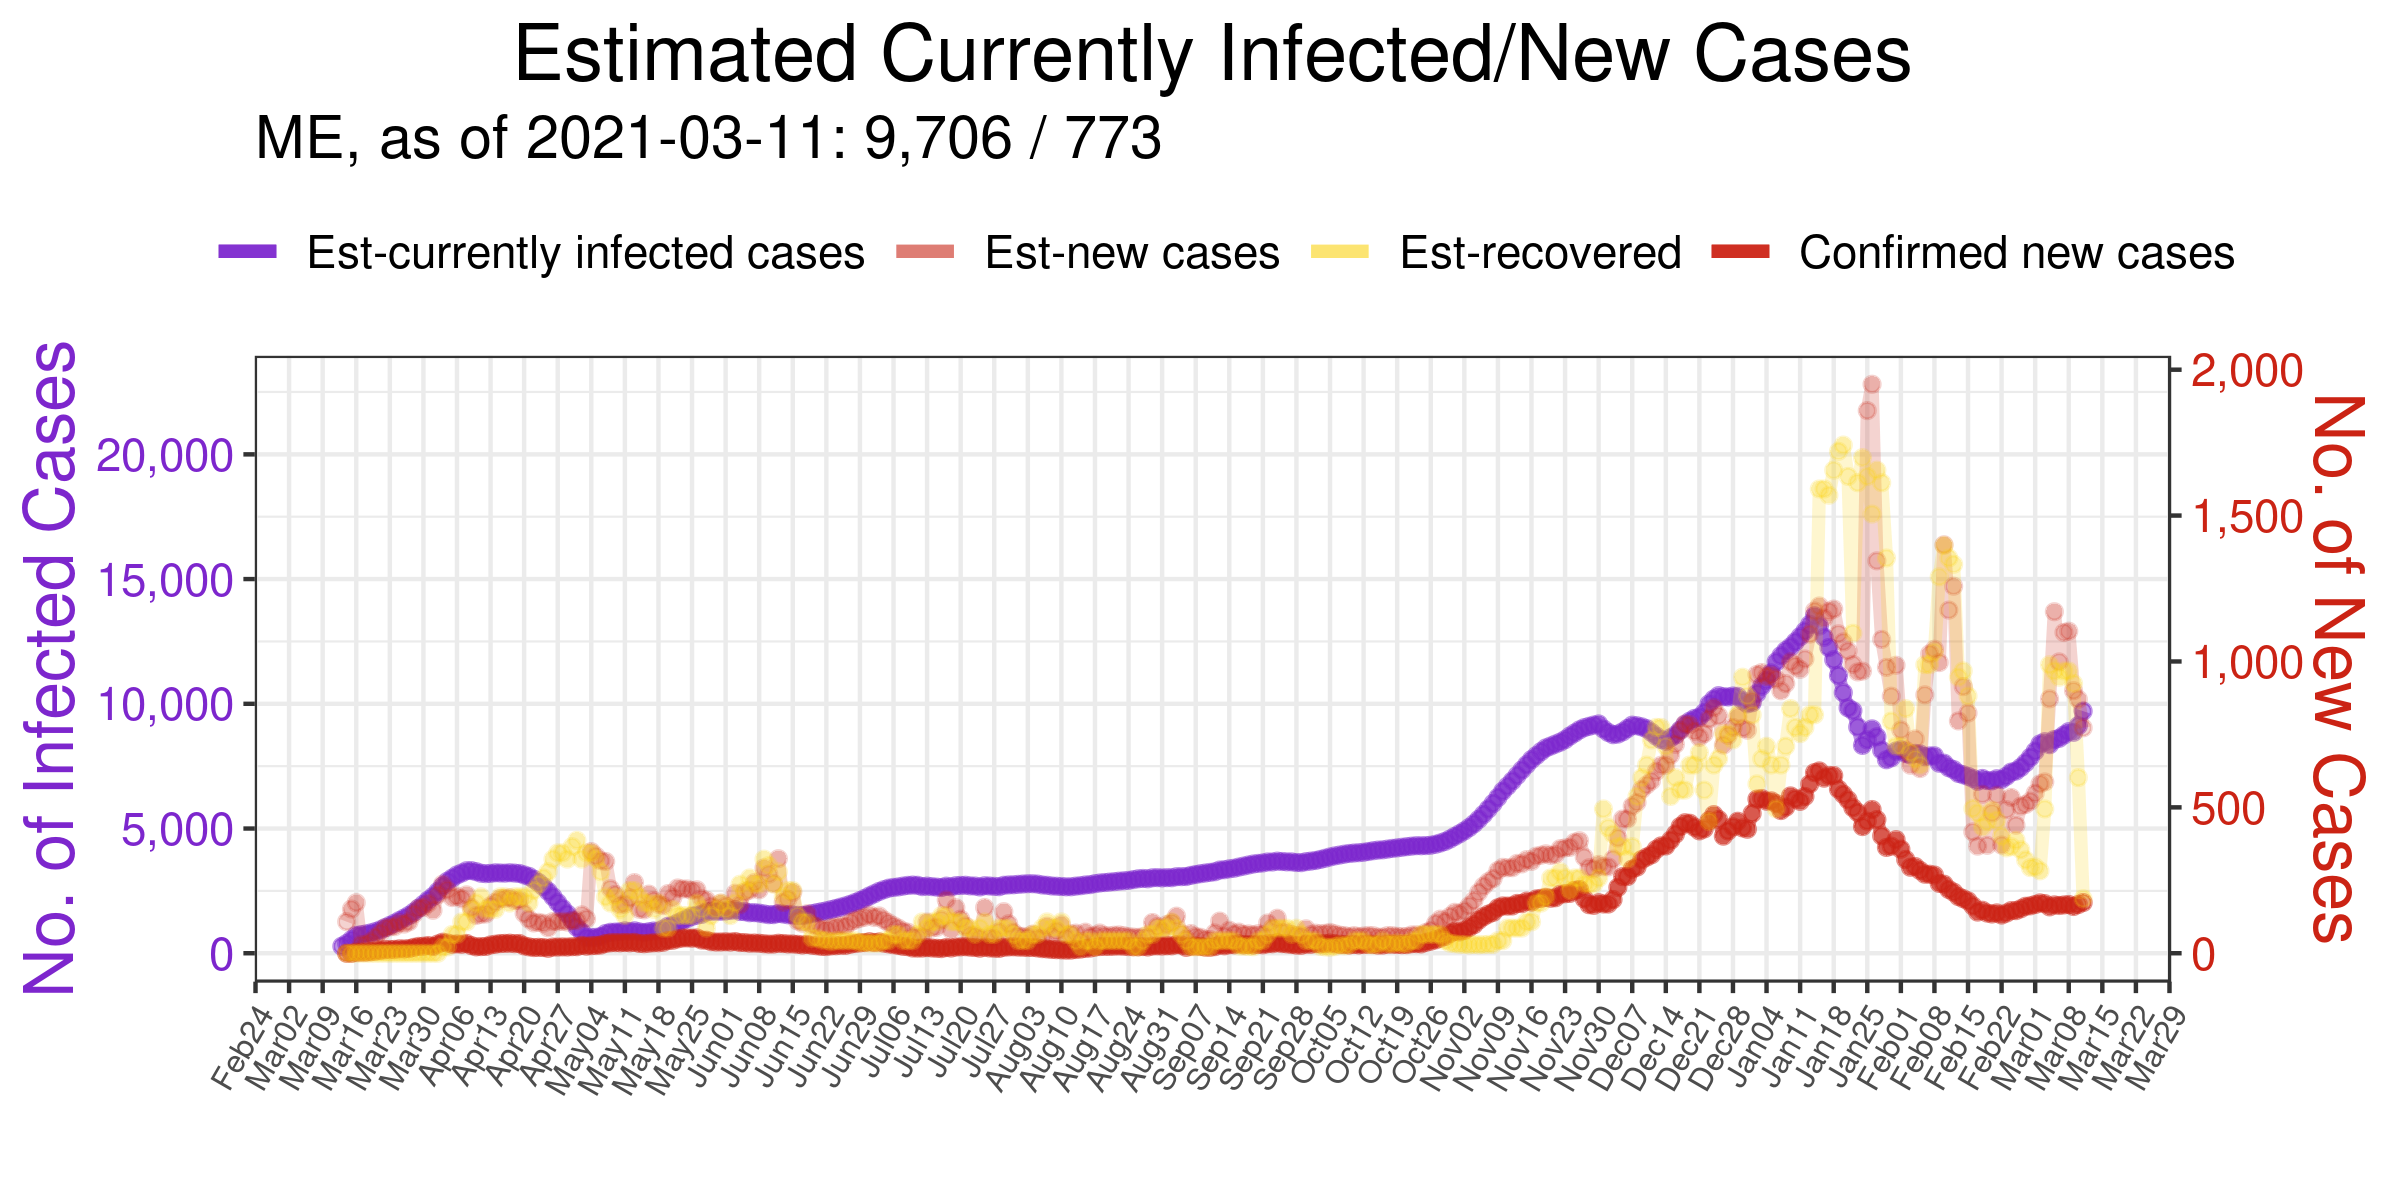 Estimated Currently Infected/New Cases
ME, as of 2021-03-11: 9,706 / 773
Est-currently infected cases Est-new cases Est-recovered Confirmed new cases
No. of Infected Cases
20,000
15,000
10,000
5,000
0
2,000
1,500
1,000
500
0
No. of New Cases
Feb24 Mar02 Mar09 Mar16 Mar23 Mar30 Apr06 Apr13 Apr20 Apr27 May04 May11 May18 May25 Jun01 Jun08 Jun15 Jun22 Jun29 Jul06 Jul13 Jul20 Jul27 Aug03 Aug10 Aug17 Aug24 Aug31 Sep07 Sep14 Sep21 Sep28 Oct05 Oct12 Oct19 Oct26 Nov02 Nov09 Nov16 Nov23 Nov30 Dec07 Dec14 Dec21 Dec28 Jan04 Jan11 Jan18 Jan25 Feb01 Feb08 Feb15 Feb22 Mar01 Mar08 Mar15 Mar22 Mar29